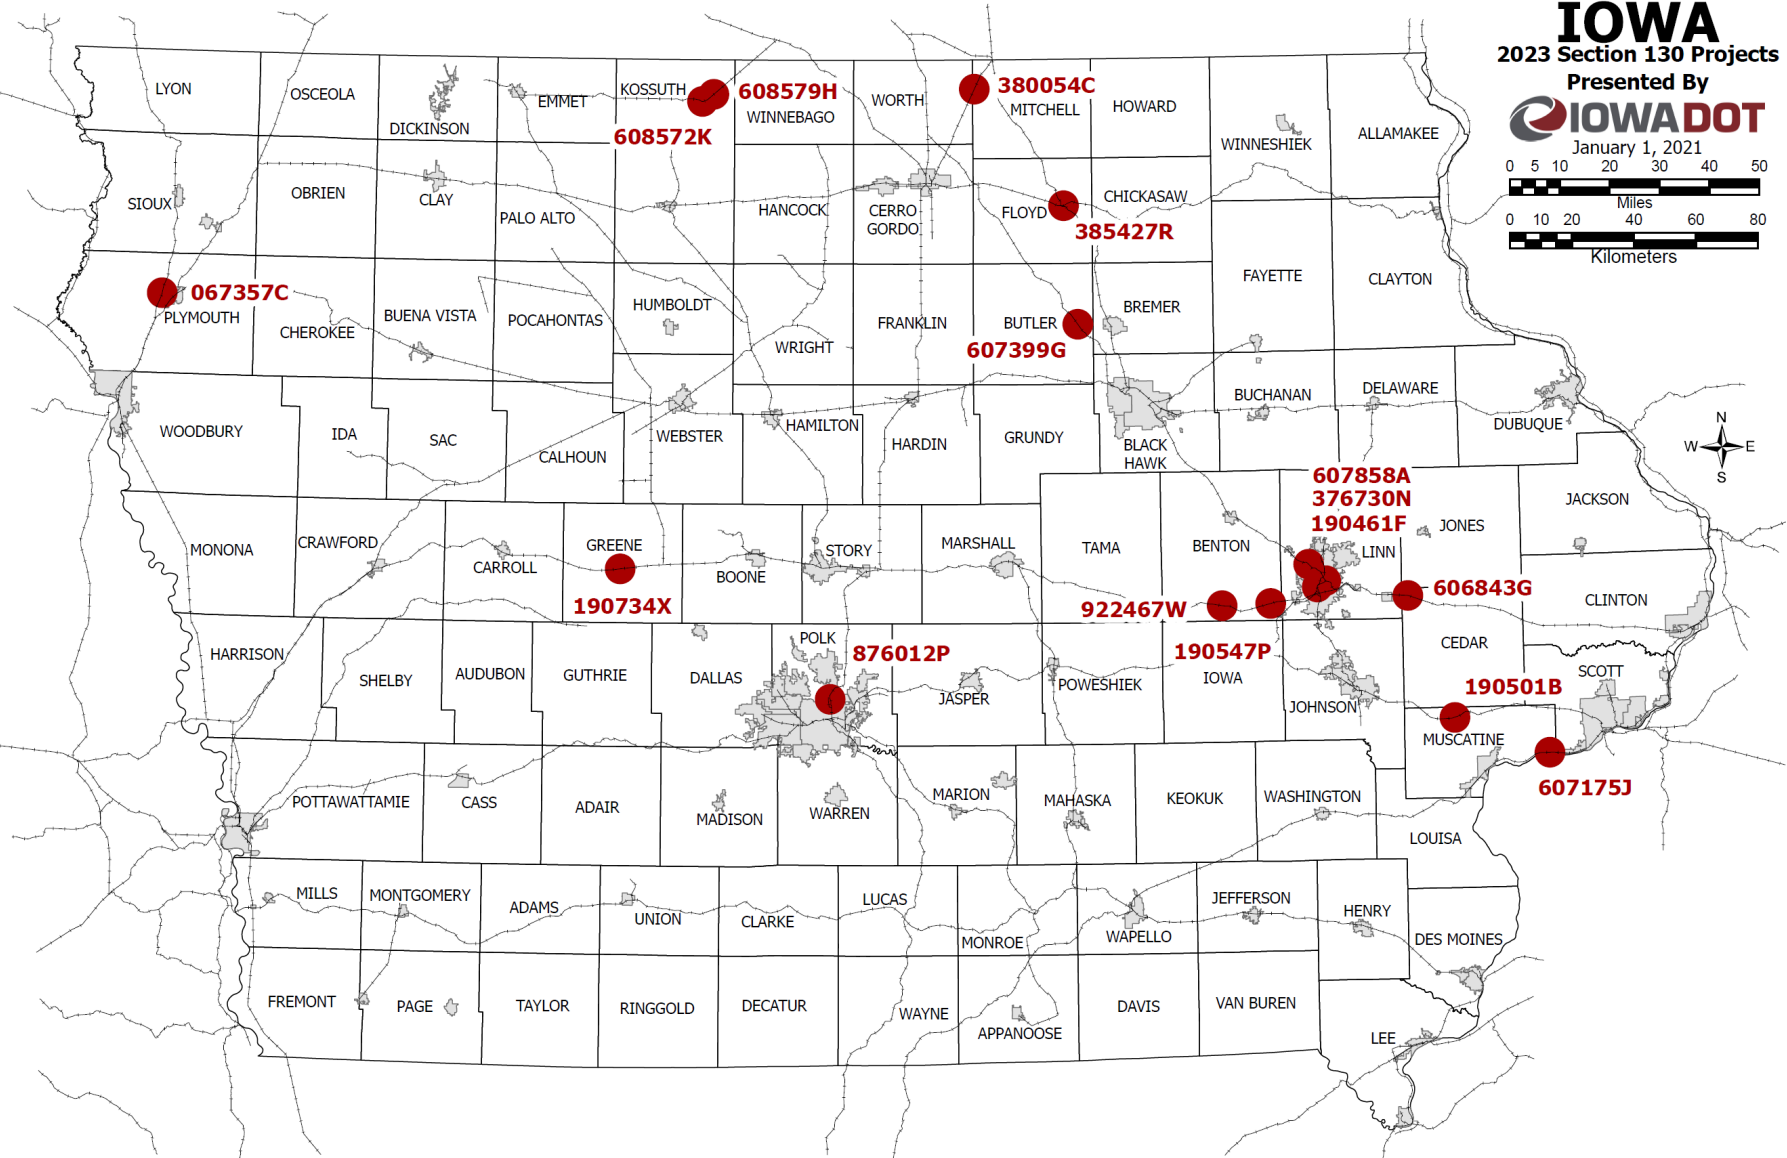 IOWA
2023 Section 130 Projects
Presented By
IOWADOT
January 1, 2021
0 5 10 20 30 40 50
Miles
0 10 20 40 60 80
Kilometers
N
W E
S
LYON
OSCEOLA
DICKINSON
EMMET
KOSSUTH
608579H
WINNEBAGO
608572K
WORTH
380054C
MITCHELL
HOWARD
WINNESHIEK
ALLAMAKEE
SIOUX
OBRIEN
CLAY
PALO ALTO
HANCOCK
CERRO
GORDO
FLOYD
CHICKASAW
385427R
067357C
PLYMOUTH
CHEROKEE
BUENA VISTA
POCAHONTAS
HUMBOLDT
WRIGHT
FRANKLIN
BUTLER
607399G
BREMER
FAYETTE
CLAYTON
WOODBURY
IDA
SAC
CALHOUN
WEBSTER
HAMILTON
HARDIN
GRUNDY
BLACK
HAWK
BUCHANAN
DELAWARE
DUBUQUE
607858A
376730N
190461F
LINN
JONES
JACKSON
MONONA
CRAWFORD
CARROLL
GREENE
190734X
BOONE
STORY
MARSHALL
TAMA
BENTON
922467W
190547P
606843G
CLINTON
HARRISON
SHELBY
AUDUBON
GUTHRIE
DALLAS
POLK
876012P
JASPER
POWESHIEK
IOWA
JOHNSON
CEDAR
SCOTT
190501B
MUSCATINE
607175J
POTTAWATTAMIE
CASS
ADAIR
MADISON
WARREN
MARION
MAHASKA
KEOKUK
WASHINGTON
LOUISA
MILLS
MONTGOMERY
ADAMS
UNION
CLARKE
LUCAS
MONROE
WAPELLO
JEFFERSON
HENRY
DES MOINES
FREMONT
PAGE
TAYLOR
RINGGOLD
DECATUR
WAYNE
APPANOOSE
DAVIS
VAN BUREN
LEE